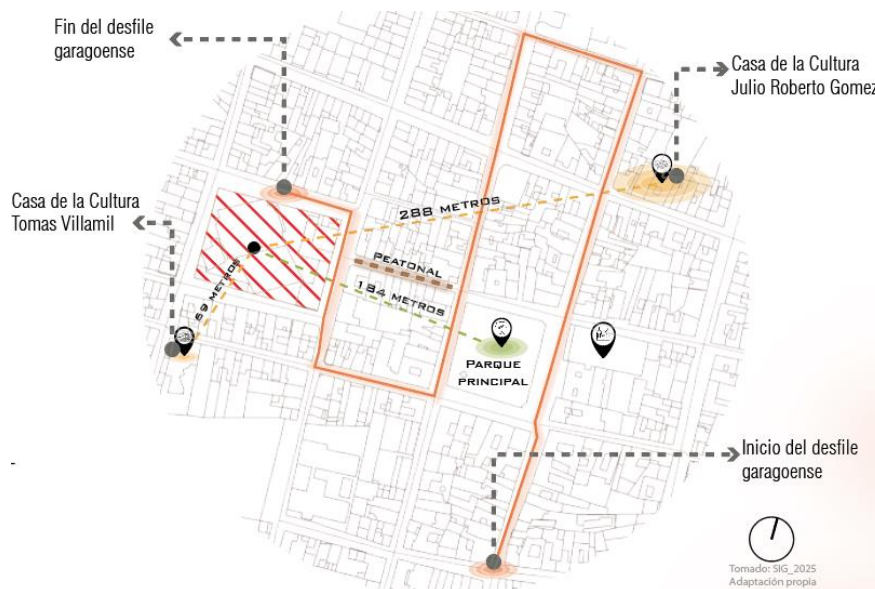 Fin del desfile
garagoense
Casa de la Cultura
Julio Roberto Gomez
Casa de la Cultura
Tomas Villamil
288 METROS
PEATONAL
69 METROS
184 METROS
PARQUE
PRINCIPAL
Inicio del desfile
garagoense
Tomado: SIG_2025
Adaptación propia